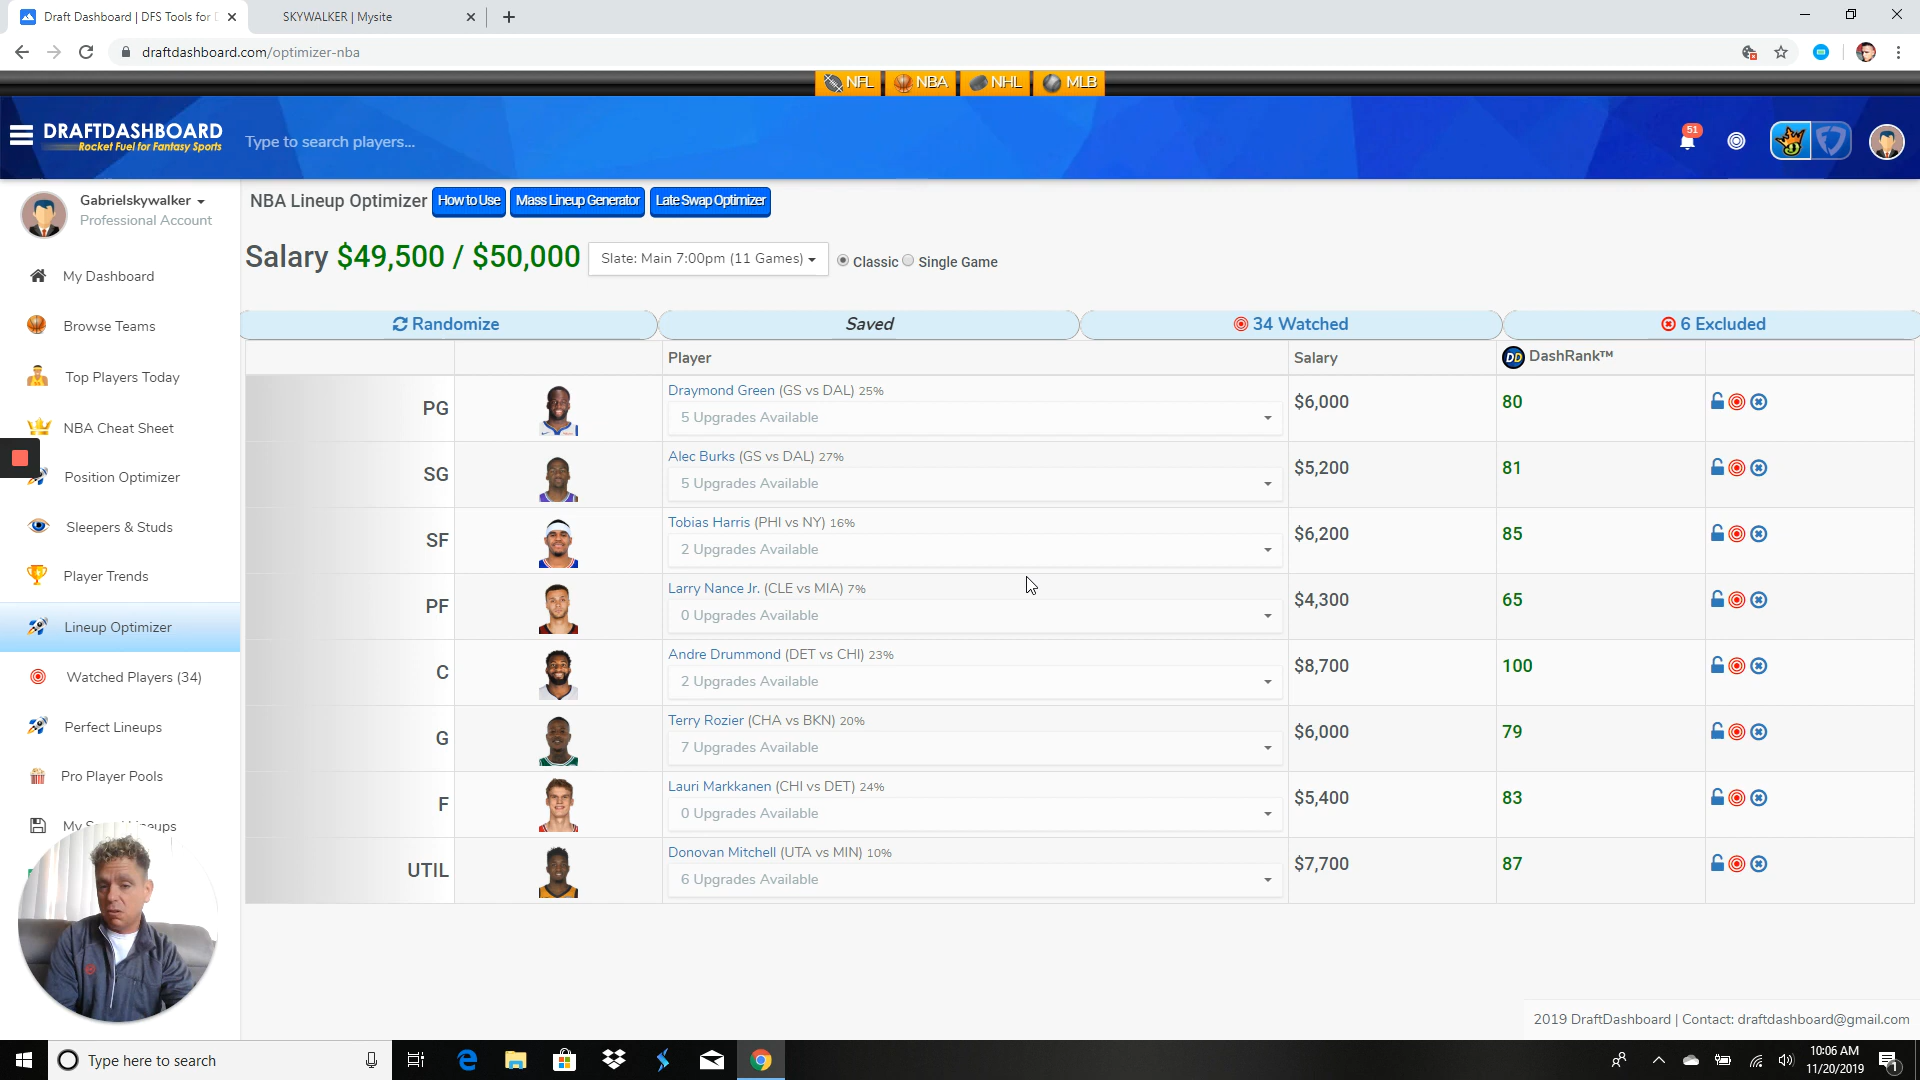 Draft Dashboard | DFS Tools for D
SKYWALKER | Mysite
draftdashboard.com/optimizer-nba
NFL NBA NHL MLB
DRAFTDASHBOARD
Rocket Fuel for Fantasy Sports
Type to search players...
51
Gabrielskywalker
Professional Account
My Dashboard
Browse Teams
Top Players Today
NBA Cheat Sheet
Position Optimizer
Sleepers & Studs
Player Trends
Lineup Optimizer
Watched Players (34)
Perfect Lineups
Pro Player Pools
NBA Lineup Optimizer How to Use Mass Lineup Generator Late Swap Optimizer
Salary $49,500 / $50,000 Slate: Main 7:00pm (11 Games) Classic Single Game
Randomize Saved 34 Watched 6 Excluded
Player Salary DD DashRank™
PG Draymond Green (GS vs DAL) 25% $6,000 80
5 Upgrades Available
SG Alec Burks (GS vs DAL) 27% $5,200 81
5 Upgrades Available
SF Tobias Harris (PHI vs NY) 16% $6,200 85
2 Upgrades Available
PF Larry Nance Jr. (CLE vs MIA) 7% $4,300 65
0 Upgrades Available
C Andre Drummond (DET vs CHI) 23% $8,700 100
2 Upgrades Available
G Terry Rozier (CHA vs BKN) 20% $6,000 79
7 Upgrades Available
F Lauri Markkanen (CHI vs DET) 24% $5,400 83
0 Upgrades Available
UTIL Donovan Mitchell (UTA vs MIN) 10% $7,700 87
6 Upgrades Available
2019 DraftDashboard | Contact: draftdashboard@gmail.com
Type here to search
10:06 AM
11/20/2019
1